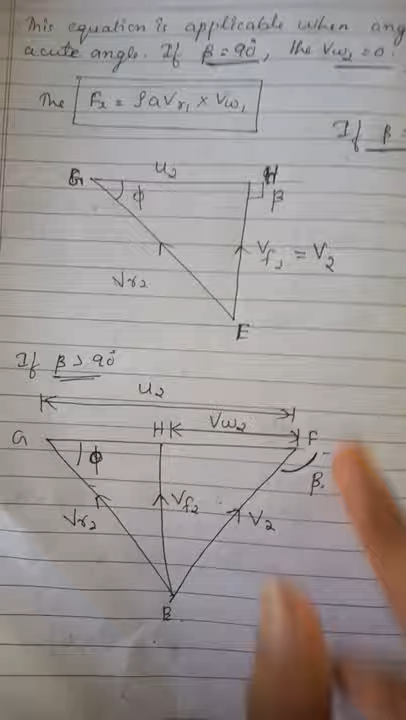 This equation is applicable when ang
acute angle. If β = 90°, the Vw2 = 0.
The Fx = ρaVr1 × Vw1
If β
u2
G
H
φ
β
Vf2 = V2
Vr2
E
If β > 90°
u2
Vw2
G
H
F
φ
β
Vf2
Vr2
V2
E